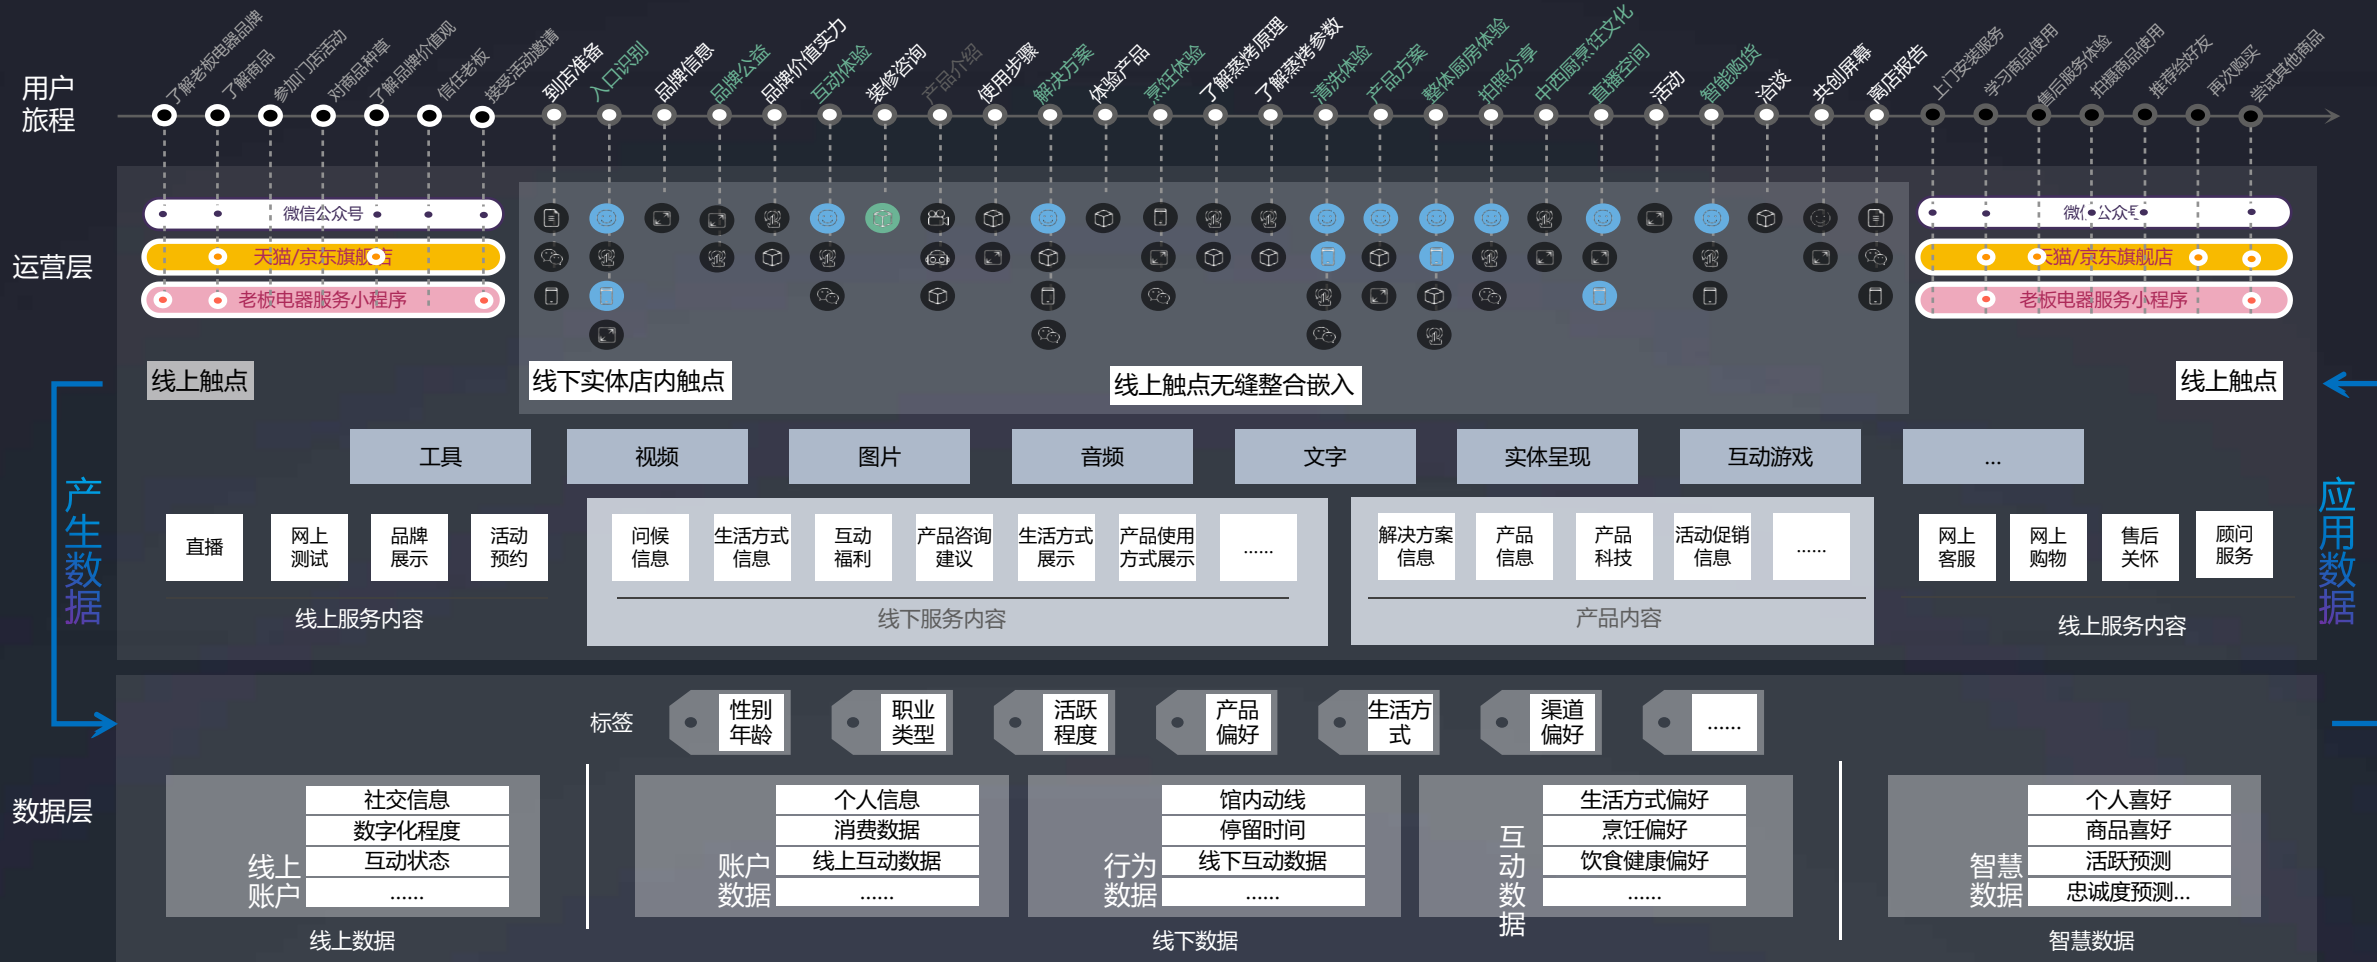 用户
旅程
了解老板电器品牌
了解商品
参加门店活动
对商品种草
了解品牌价值观
信任老板
接受活动邀请
到店准备
入口识别
品牌信息
品牌公益
品牌价值实力
互动体验
装修咨询
产品介绍
使用步骤
解决方案
体验产品
烹饪体验
了解蒸烤原理
了解蒸烤参数
清洗体验
产品方案
整体厨房体验
拍照分享
中西厨烹饪文化
直播空间
活动
智能购货
洽谈
共创屏幕
离店报告
上门安装服务
学习商品使用
售后服务体验
拍摄商品使用
推荐给好友
再次购买
尝试其他商品
运营层
微信公众号
天猫/京东旗舰店
老板电器服务小程序
微信公众号
天猫/京东旗舰店
老板电器服务小程序
线上触点
线下实体店内触点
线上触点无缝整合嵌入
线上触点
产生数据
应用数据
工具
视频
图片
音频
文字
实体呈现
互动游戏
...
直播
网上
测试
品牌
展示
活动
预约
线上服务内容
问候
信息
生活方式
信息
互动
福利
产品咨询
建议
生活方式
展示
产品使用
方式展示
......
线下服务内容
解决方案
信息
产品
信息
产品
科技
活动促销
信息
......
产品内容
网上
客服
网上
购物
售后
关怀
顾问
服务
线上服务内容
数据层
标签
性别
年龄
职业
类型
活跃
程度
产品
偏好
生活方
式
渠道
偏好
......
线上
账户
社交信息
数字化程度
互动状态
......
线上数据
账户
数据
个人信息
消费数据
线上互动数据
......
行为
数据
馆内动线
停留时间
线下互动数据
......
线下数据
互
动
数
据
生活方式偏好
烹饪偏好
饮食健康偏好
......
智慧
数据
个人喜好
商品喜好
活跃预测
忠诚度预测...
智慧数据